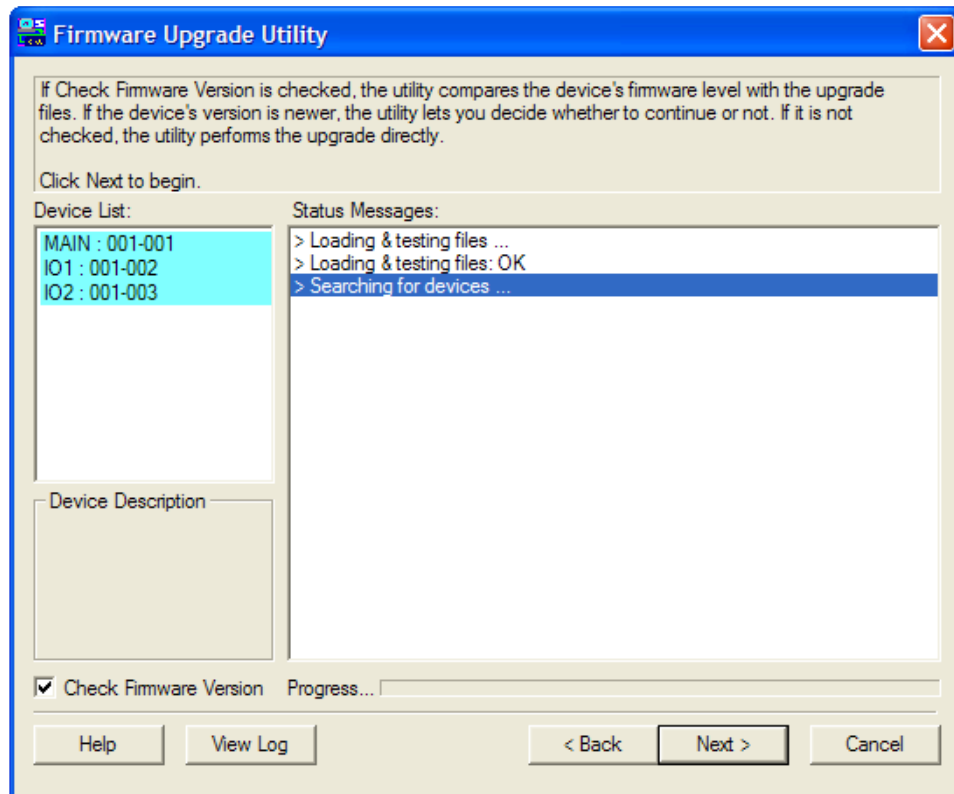 Firmware Upgrade Utility
If Check Firmware Version is checked, the utility compares the device's firmware level with the upgrade
files. If the device's version is newer, the utility lets you decide whether to continue or not. If it is not
checked, the utility performs the upgrade directly.
Click Next to begin.
Device List:
Status Messages:
MAIN : 001-001
IO1 : 001-002
IO2 : 001-003
> Loading & testing files ...
> Loading & testing files: OK
> Searching for devices ...
Device Description
Check Firmware Version
Progress...
Help
View Log
< Back
Next >
Cancel